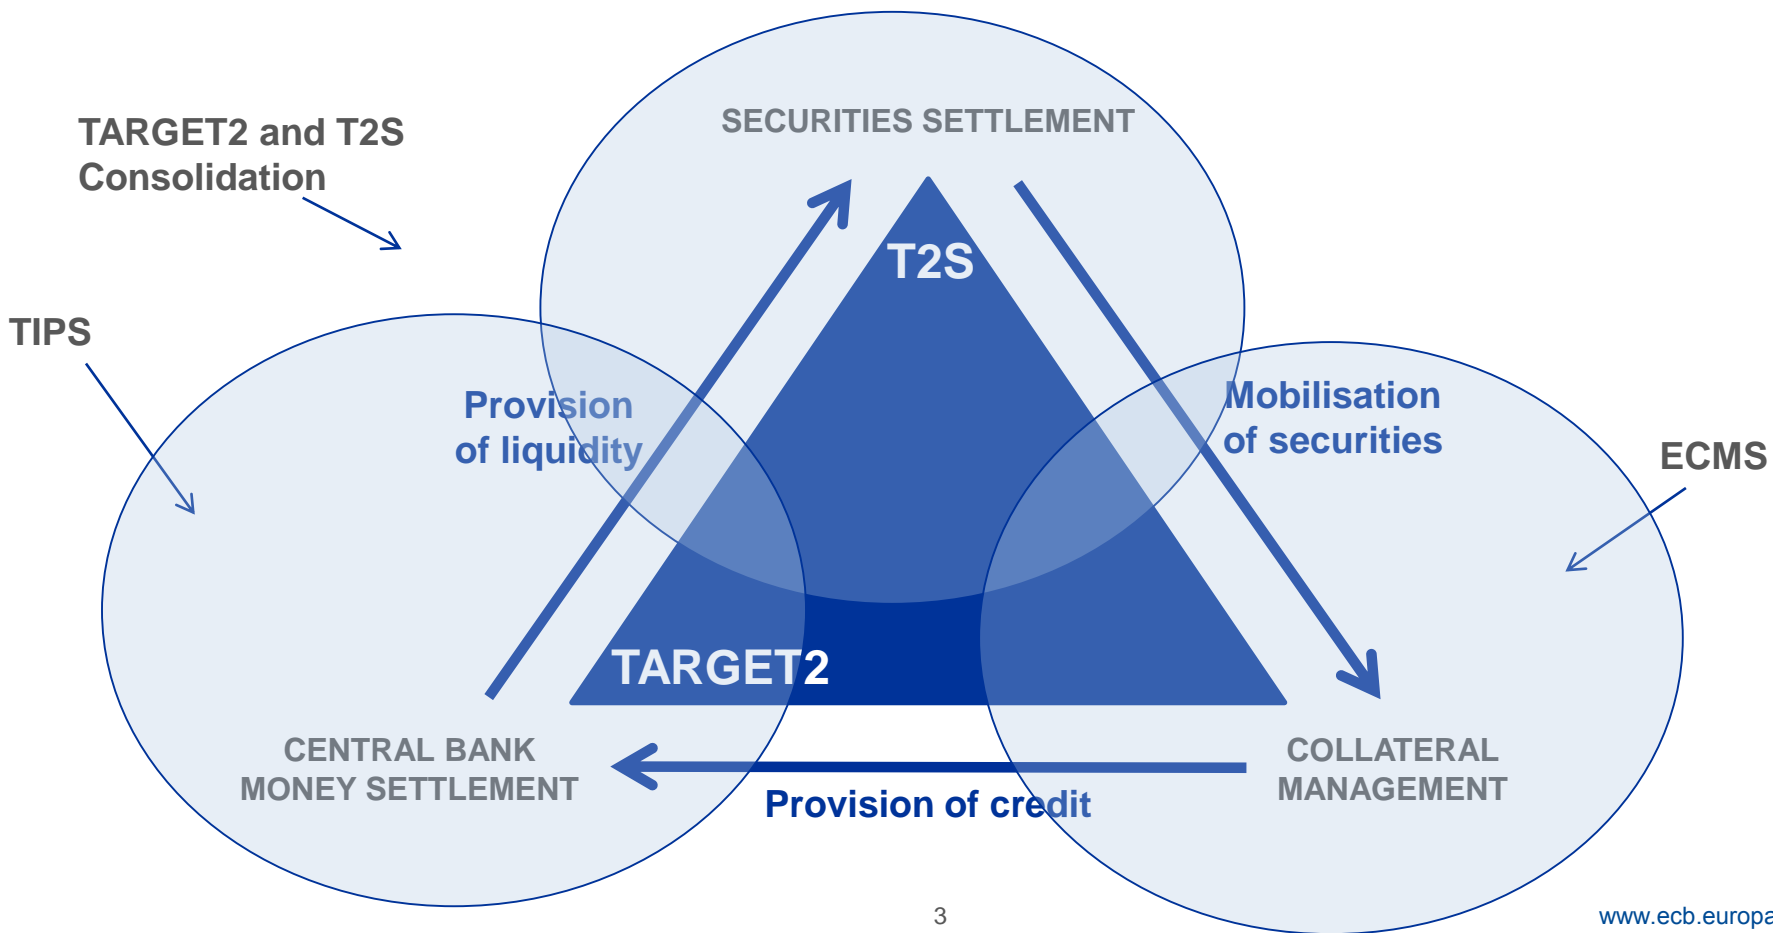 SECURITIES SETTLEMENT
TARGET2 and T2S
Consolidation
T2S
TIPS
Provision
of liquidity
Mobilisation
of securities
ECMS
TARGET2
CENTRAL BANK
MONEY SETTLEMENT
COLLATERAL
MANAGEMENT
Provision of credit
3
www.ecb.europa